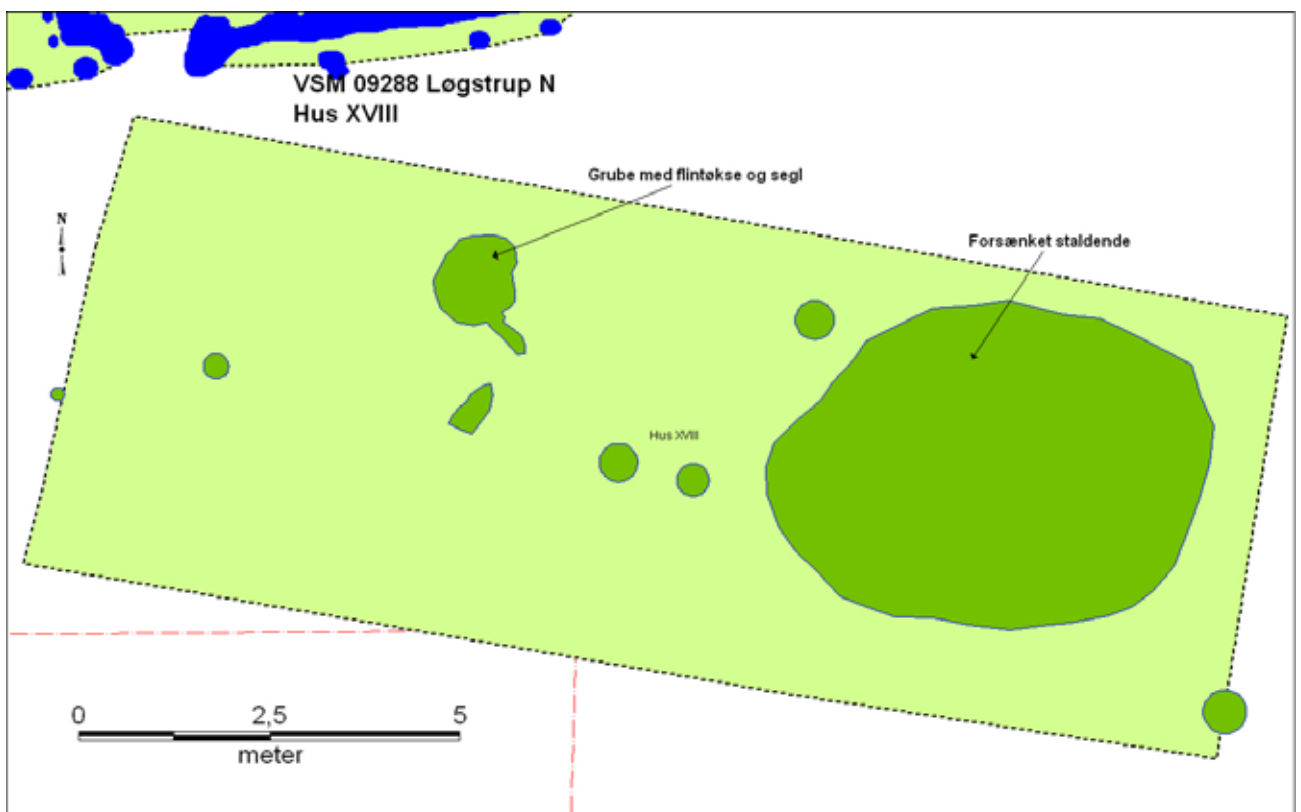 VSM 09288 Løgstrup N
Hus XVIII
Grube med flintøkse og segl
Forsænket staldende
N
Hus XVIII
0 2,5 5
meter